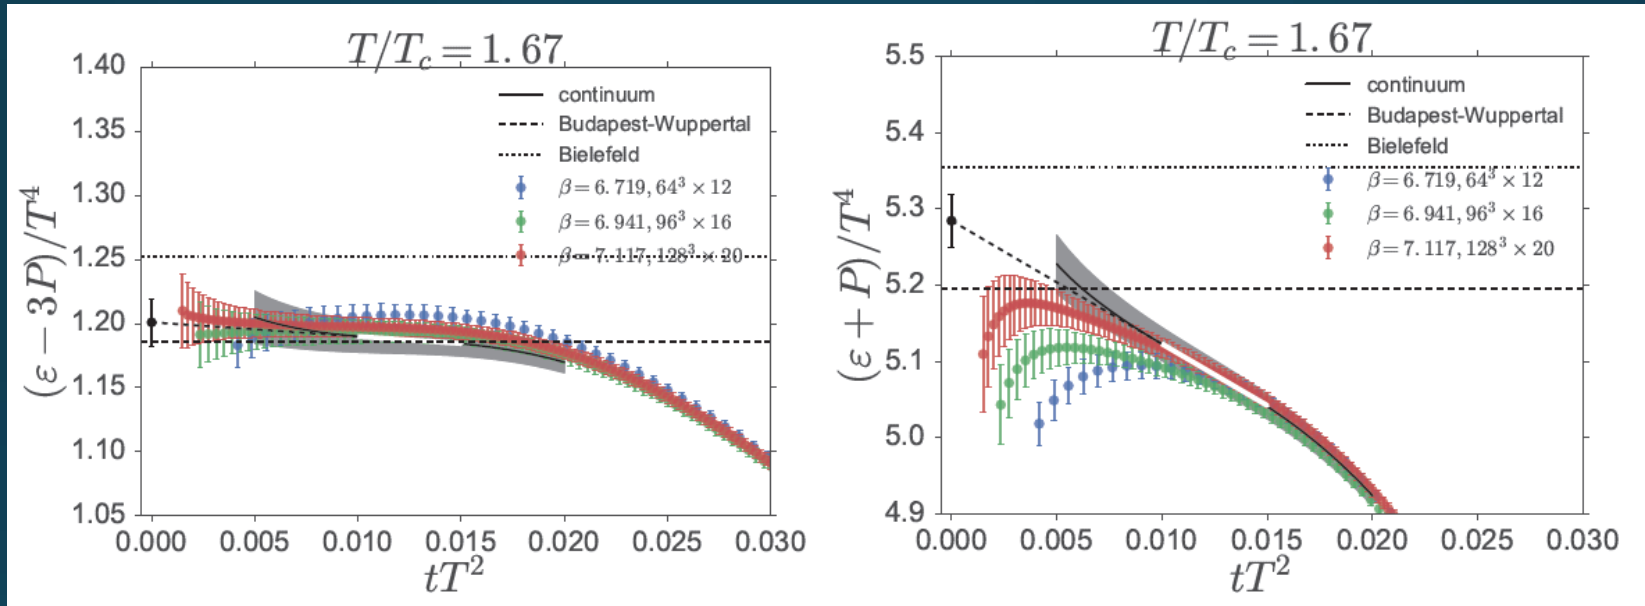 T/T_c = 1.67
1.40
1.35
1.30
1.25
1.20
1.15
1.10
1.05
(ε − 3P)/T⁴
continuum
Budapest-Wuppertal
Bielefeld
β = 6.719, 64³ × 12
β = 6.941, 96³ × 16
β = 7.117, 128³ × 20
0.000 0.005 0.010 0.015 0.020 0.025 0.030
tT²
T/T_c = 1.67
5.5
5.4
5.3
5.2
5.1
5.0
4.9
(ε + P)/T⁴
continuum
Budapest-Wuppertal
Bielefeld
β = 6.719, 64³ × 12
β = 6.941, 96³ × 16
β = 7.117, 128³ × 20
0.000 0.005 0.010 0.015 0.020 0.025 0.030
tT²